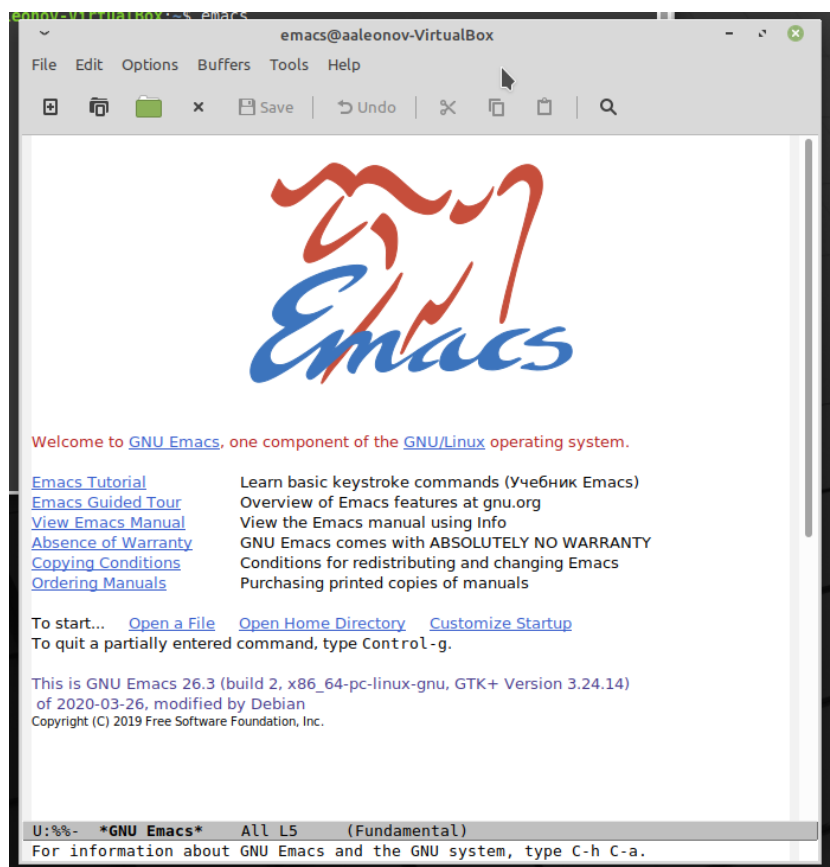 leonov-VirtualBox:~$ emacs
emacs@aaleonov-VirtualBox
File Edit Options Buffers Tools Help
Save Undo
Emacs
Welcome to GNU Emacs, one component of the GNU/Linux operating system.
Emacs Tutorial Learn basic keystroke commands (Учебник Emacs)
Emacs Guided Tour Overview of Emacs features at gnu.org
View Emacs Manual View the Emacs manual using Info
Absence of Warranty GNU Emacs comes with ABSOLUTELY NO WARRANTY
Copying Conditions Conditions for redistributing and changing Emacs
Ordering Manuals Purchasing printed copies of manuals
To start... Open a File Open Home Directory Customize Startup
To quit a partially entered command, type Control-g.
This is GNU Emacs 26.3 (build 2, x86_64-pc-linux-gnu, GTK+ Version 3.24.14)
of 2020-03-26, modified by Debian
Copyright (C) 2019 Free Software Foundation, Inc.
U:%%- *GNU Emacs* All L5 (Fundamental)
For information about GNU Emacs and the GNU system, type C-h C-a.